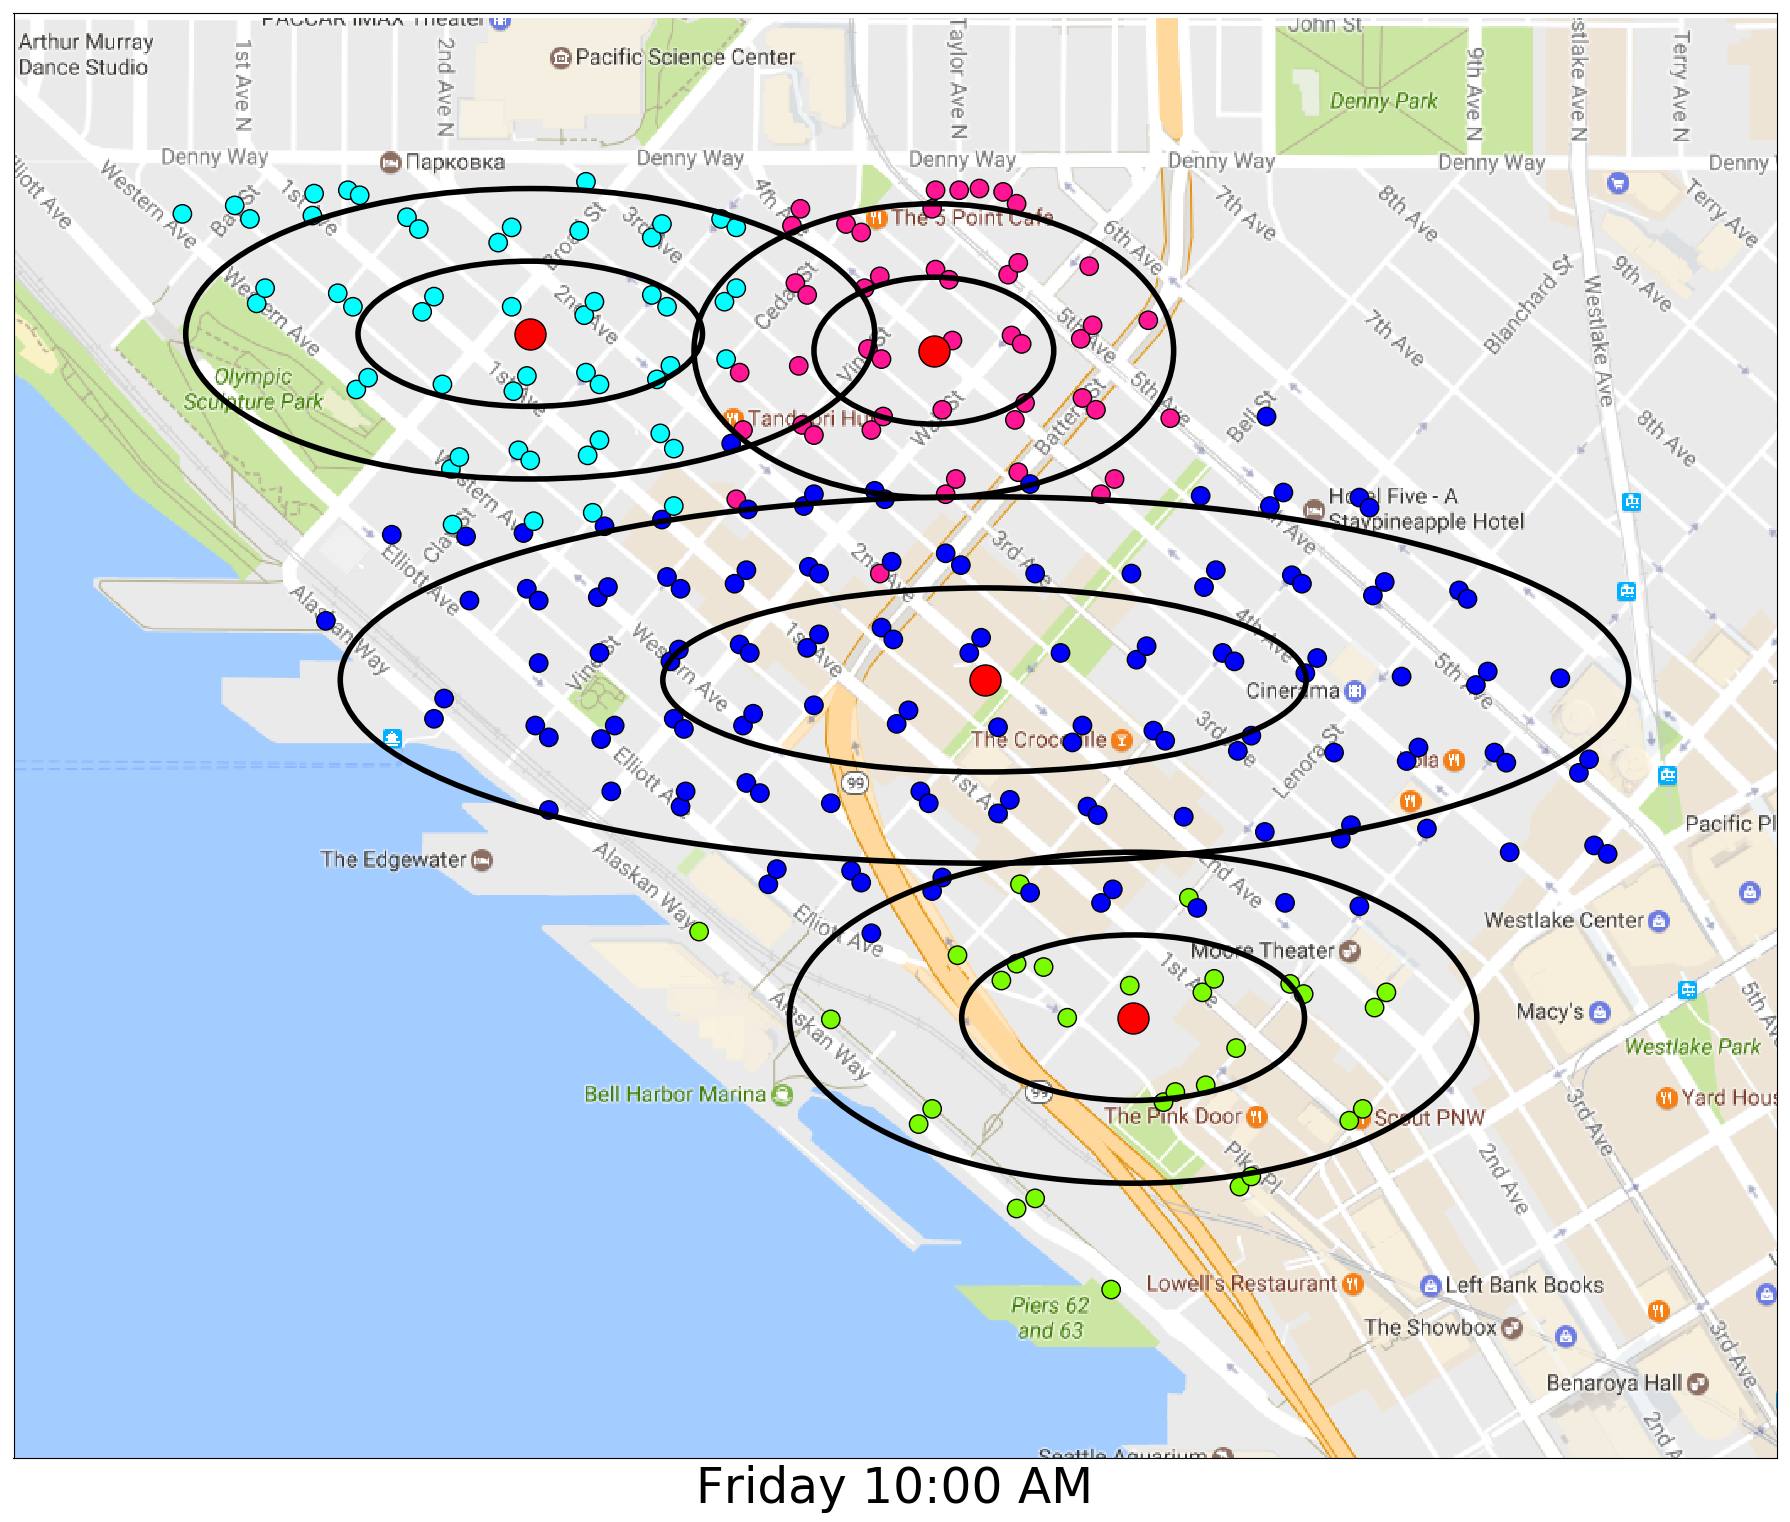 PACCAR IMAX Theater
John St
Arthur Murray
Dance Studio
1st Ave N
2nd Ave N
Pacific Science Center
Taylor Ave N
9th Ave N
Westlake Ave N
Terry Ave N
Denny Park
Denny Way
Парковка
Denny Way
Denny Way
Denny Way
Denny Way
Denny
Elliott Ave
Western Ave
Bay St
1st Ave
Broad St
3rd Ave
4th Ave
The 5 Point Cafe
6th Ave
7th Ave
8th Ave
Terry Ave
Western Ave
2nd Ave
Cedar St
Blanchard St
9th Ave
Westlake Ave
Olympic
Sculpture Park
1st Ave
Vine St
5th Ave
7th Ave
5th Ave
Tandoori Hut
Wall St
Battery St
Bell St
8th Ave
Western Ave
Clay St
Elliott Ave
2nd Ave
3rd Ave
Hotel Five - A
Staypineapple Hotel
Alaskan Way
Vine St
Western Ave
1st Ave
4th Ave
5th Ave
Cinerama
The Crocodile
3rd Ave
Lenora St
Lola
Elliott Ave
99
1st Ave
Pacific Pl
The Edgewater
Alaskan Way
Elliott Ave
2nd Ave
Westlake Center
Moore Theater
1st Ave
Macy's
5th Ave
Alaskan Way
Westlake Park
Bell Harbor Marina
99
The Pink Door
Scout PNW
3rd Ave
Yard Hous
Pike Pl
2nd Ave
Lowell's Restaurant
Left Bank Books
Piers 62
and 63
The Showbox
3rd Ave
Benaroya Hall
2nd A
Seattle Aquarium
Friday 10:00 AM